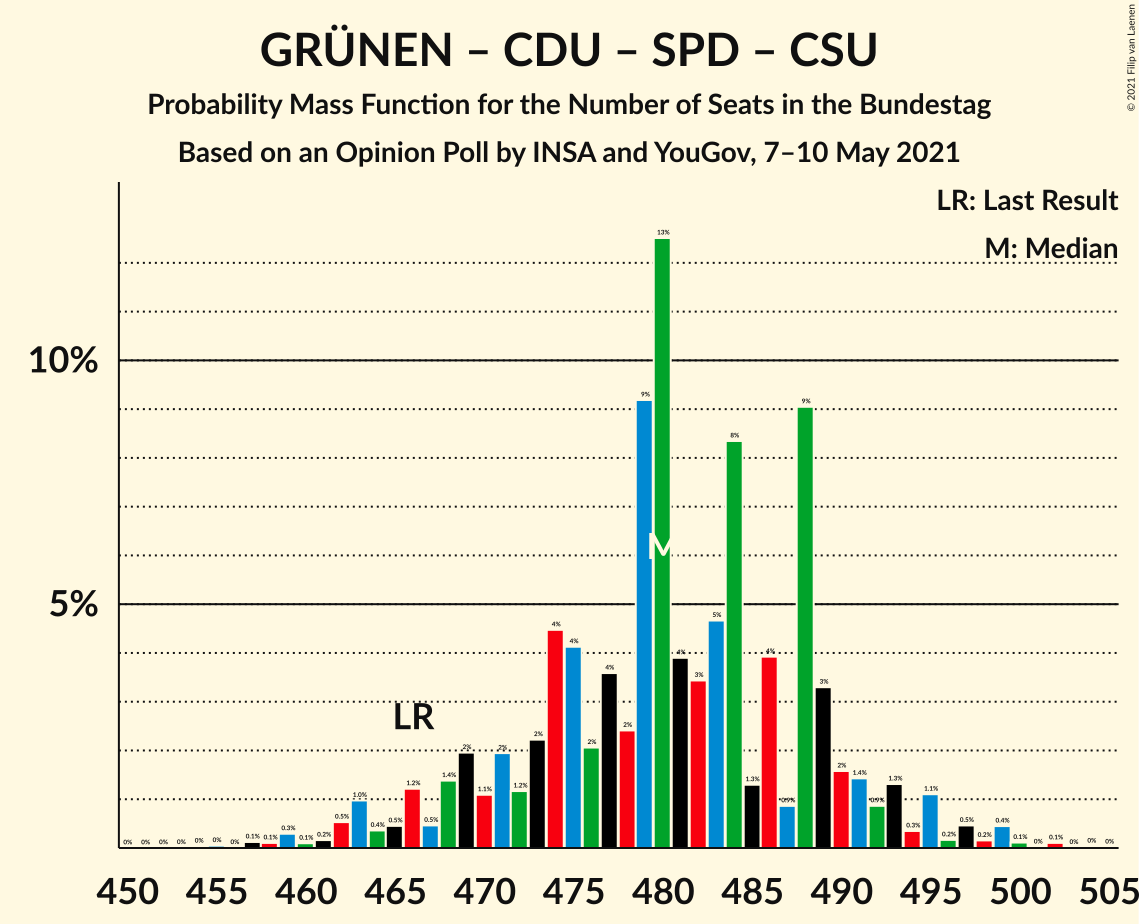 GRÜNEN – CDU – SPD – CSU
Probability Mass Function for the Number of Seats in the Bundestag
Based on an Opinion Poll by INSA and YouGov, 7–10 May 2021
© 2021 Filip van Laenen
LR: Last Result
M: Median
10%
5%
LR
M
0% 0% 0% 0% 0% 0% 0% 0.1% 0.1% 0.3% 0.1% 0.2% 0.5% 1.0% 0.4% 0.5% 1.2% 0.5% 1.4% 2% 1.1% 2% 1.2% 2% 4% 4% 2% 4% 2% 9% 13% 4% 3% 5% 8% 1.3% 4% 0.9% 9% 3% 2% 1.4% 0.9% 1.3% 0.3% 1.1% 0.2% 0.5% 0.2% 0.4% 0.1% 0% 0.1% 0% 0% 0%
450 455 460 465 470 475 480 485 490 495 500 505